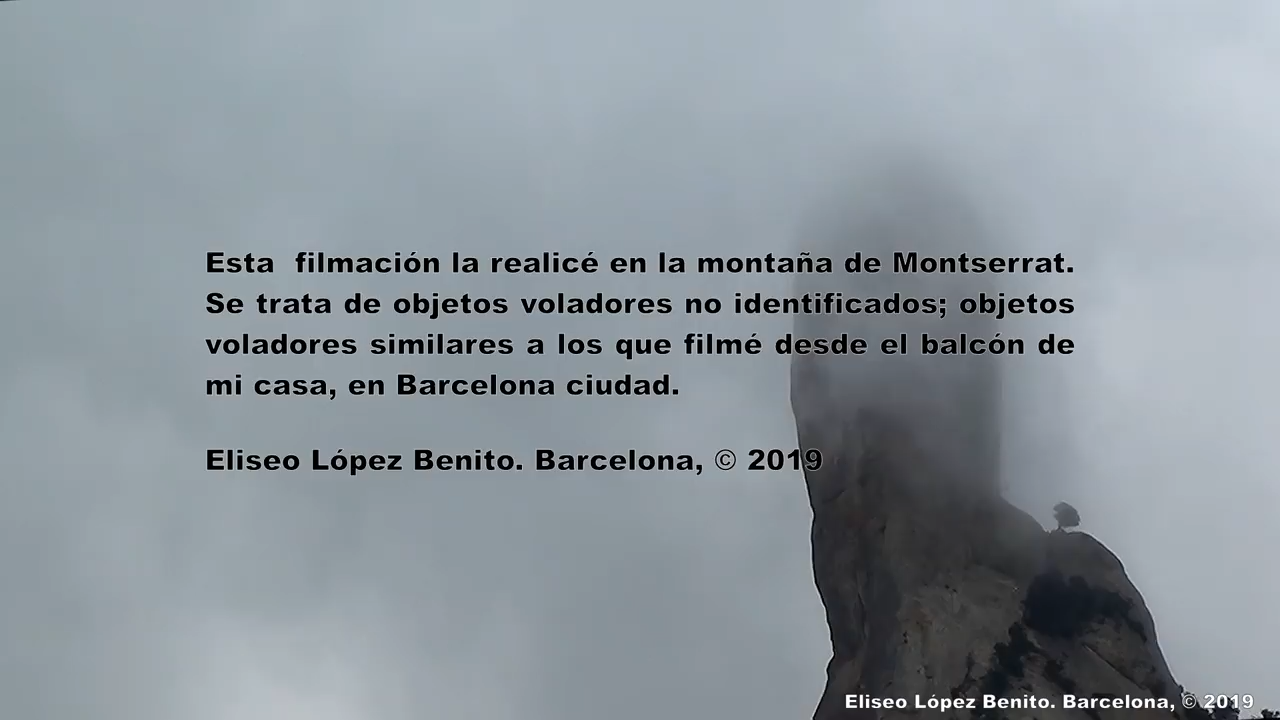 Esta  filmación la realicé en la montaña de Montserrat.
Se trata de objetos voladores no identificados; objetos
voladores similares a los que filmé desde el balcón de
mi casa, en Barcelona ciudad.
Eliseo López Benito. Barcelona, © 2019
Eliseo López Benito. Barcelona, © 2019